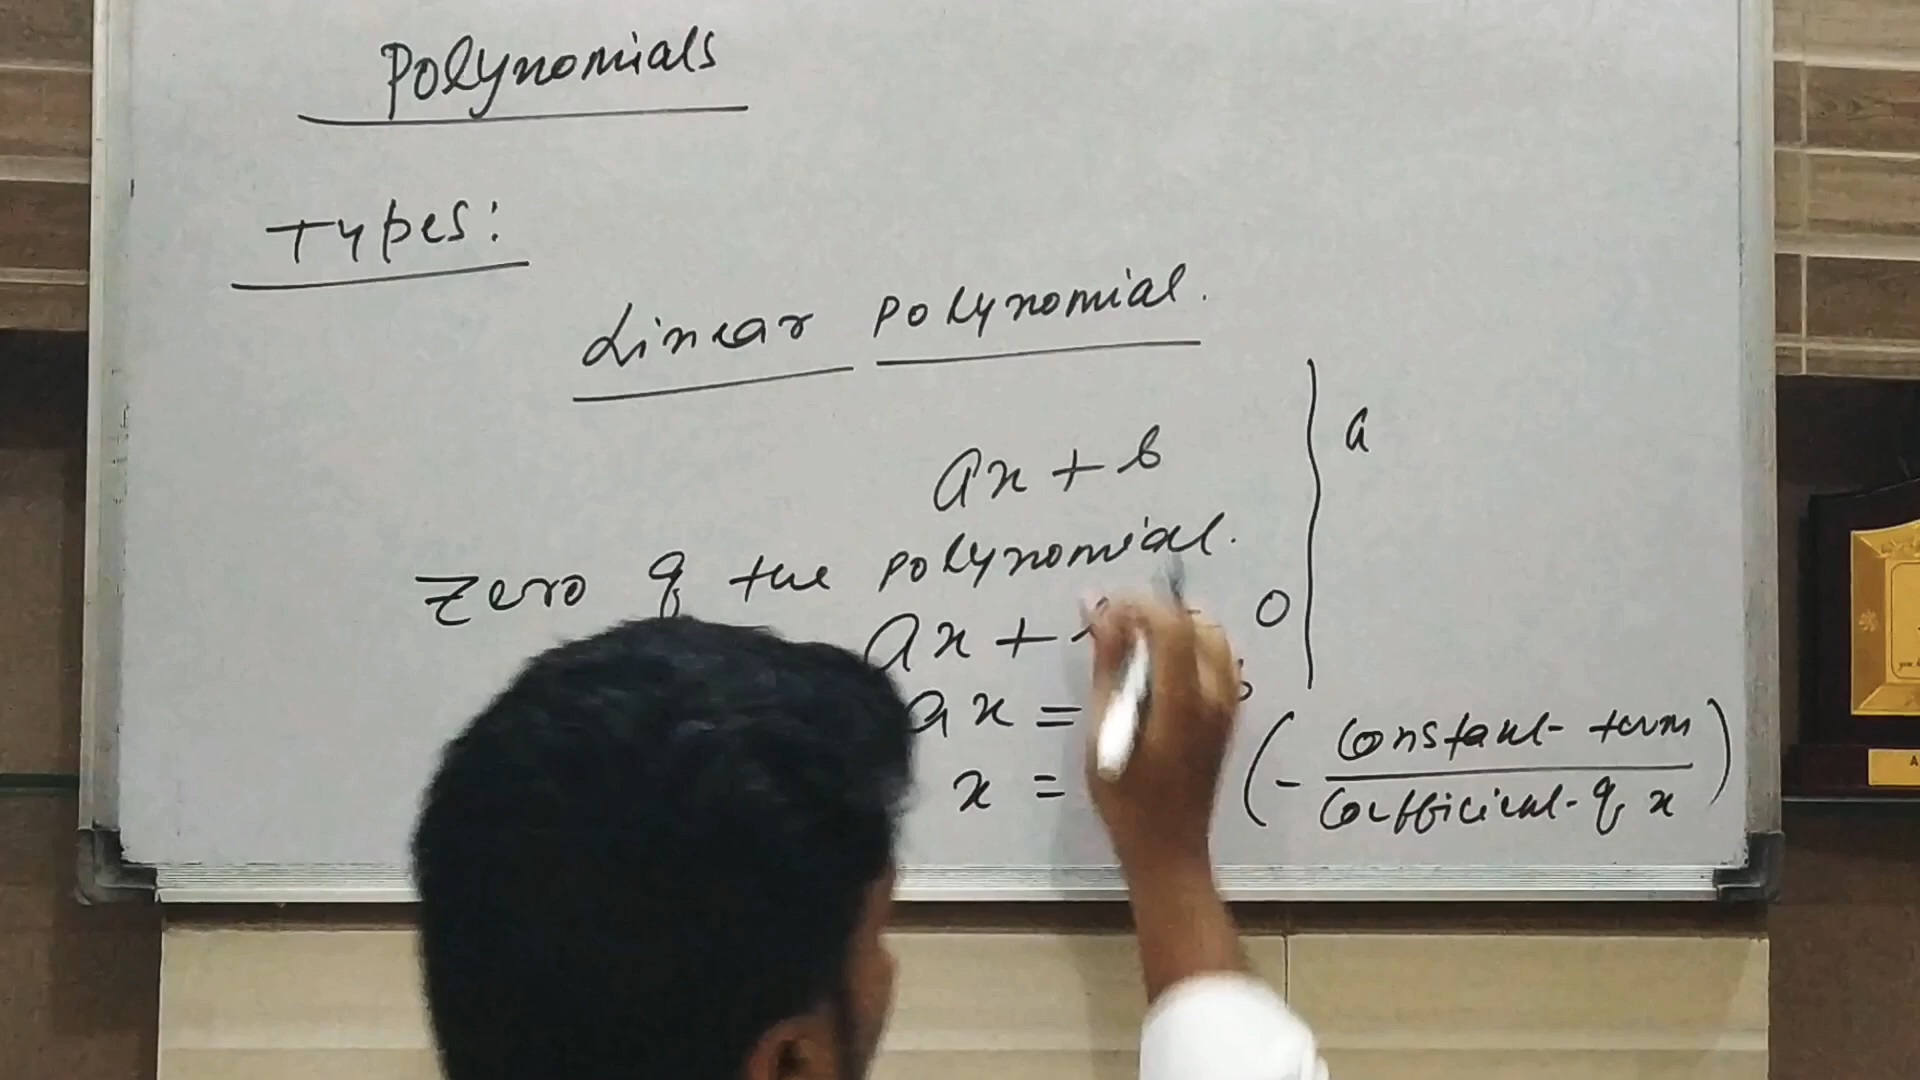 Polynomials
Types:
Linear Polynomial.
ax + b
a
Zero of the polynomial.
ax + 0
ax =
x = (- Constant term
Coefficient of x)